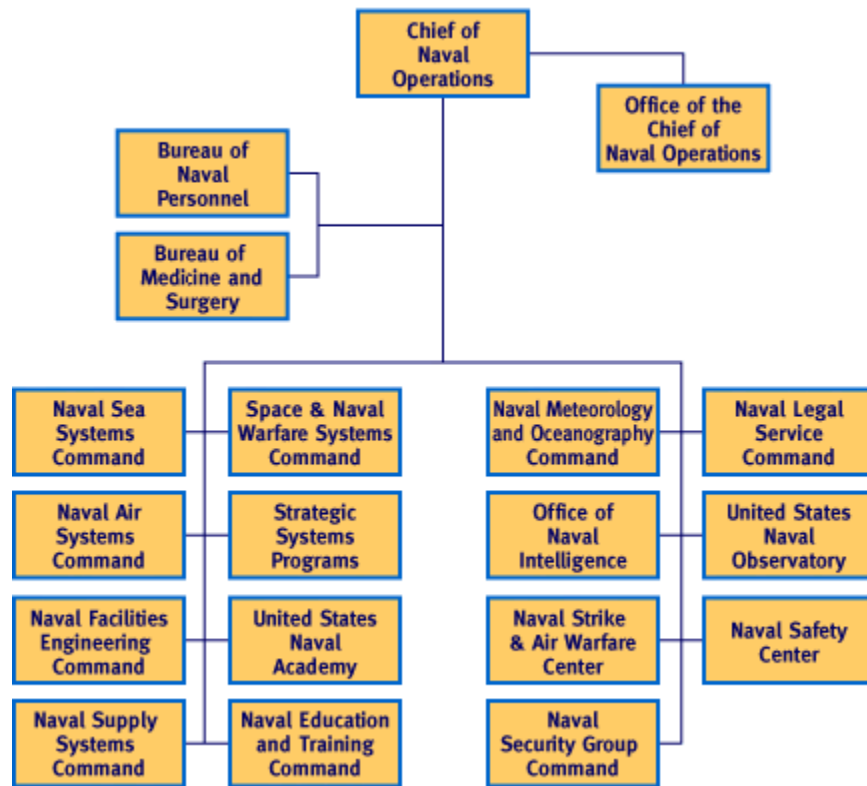 Chief of
Naval
Operations
Office of the
Chief of
Naval Operations
Bureau of
Naval
Personnel
Bureau of
Medicine and
Surgery
Naval Sea
Systems
Command
Space & Naval
Warfare Systems
Command
Naval Meteorology
and Oceanography
Command
Naval Legal
Service
Command
Naval Air
Systems
Command
Strategic
Systems
Programs
Office of
Naval
Intelligence
United States
Naval
Observatory
Naval Facilities
Engineering
Command
United States
Naval
Academy
Naval Strike
& Air Warfare
Center
Naval Safety
Center
Naval Supply
Systems
Command
Naval Education
and Training
Command
Naval
Security Group
Command